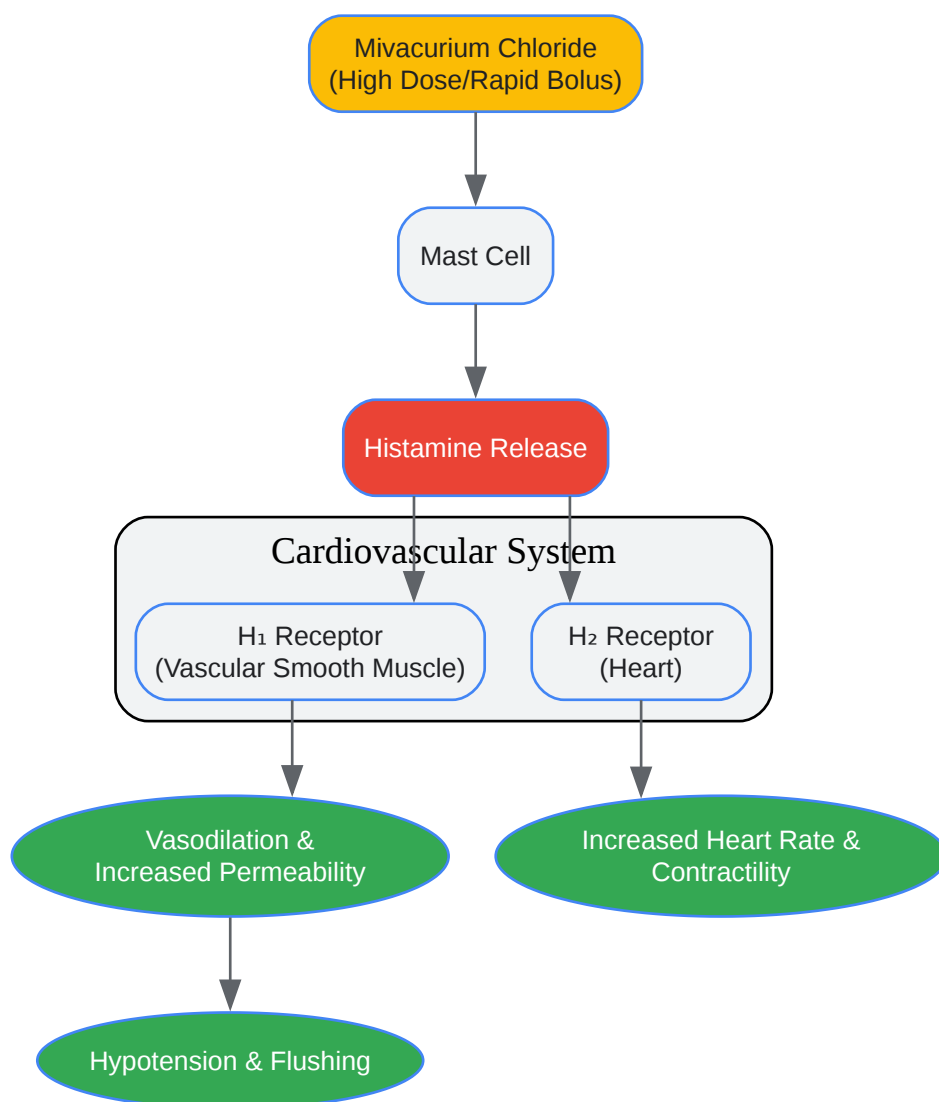 Mivacurium Chloride
(High Dose/Rapid Bolus)
Mast Cell
Histamine Release
Cardiovascular System
H₁ Receptor
(Vascular Smooth Muscle)
H₂ Receptor
(Heart)
Vasodilation &
Increased Permeability
Increased Heart Rate &
Contractility
Hypotension & Flushing